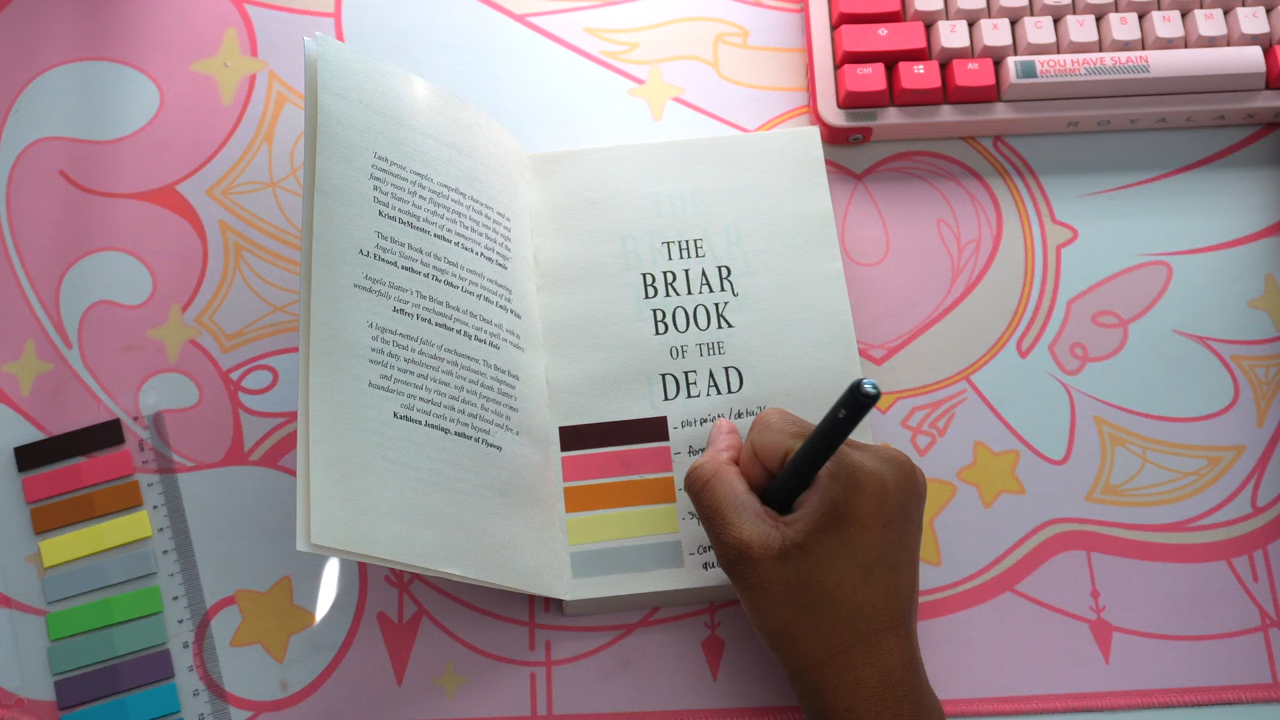 'Lush prose, complex, compelling characters, and an
examination of the tangled webs of both the past and
family roots left me flipping pages long into the night.
What Slatter has crafted with The Briar Book of the
Dead is nothing short of an immersive, dark magic.'
Kristi DeMeester, author of Such a Pretty Smile
'The Briar Book of the Dead is entirely enchanting.
Angela Slatter has magic in her pen instead of ink.'
A.J. Elwood, author of The Other Lives of Miss Emily White
'Angela Slatter's The Briar Book of the Dead will, with its
wonderfully clear yet enchanted prose, cast a spell on readers.'
Jeffrey Ford, author of Big Dark Hole
'A legend-netted fable of enchantment, The Briar Book
of the Dead is decadent with jealousies, voluptuous
with duty, upholstered with love and death. Slatter's
world is warm and vicious, soft with forgotten crimes
and protected by rites and duties. But while its
boundaries are marked with ink and blood and fire, a
cold wind curls in from beyond...'
Kathleen Jennings, author of Flyaway
THE
BRIAR
BOOK
OF THE
DEAD
- plot points / detail
Z X C V B N M <
Ctrl Alt
YOU HAVE SLAIN
AN ENEMY
ROYALAX